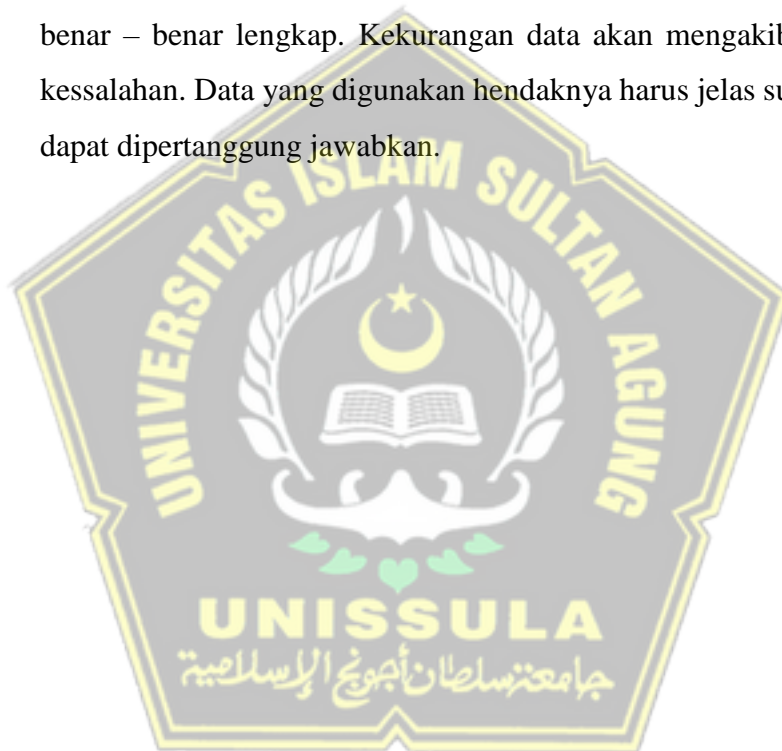 benar – benar lengkap. Kekurangan data akan mengakib
kessalahan. Data yang digunakan hendaknya harus jelas su
dapat dipertanggung jawabkan.
UNIVERSITAS ISLAM SULTAN AGUNG
UNISSULA
جامعة سلطان أجونج الإسلامية